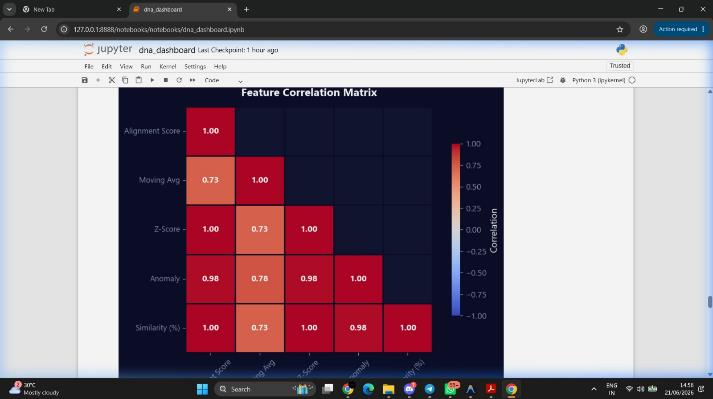 New Tab
dna_dashboard
127.0.0.1:8888/notebooks/notebooks/dna_dashboard.ipynb
Action required
jupyter dna_dashboard Last Checkpoint: 1 hour ago
File Edit View Run Kernel Settings Help
Trusted
Code
JupyterLab
Python 3 (ipykernel)
Feature Correlation Matrix
Alignment Score 1.00
Moving Avg 0.73 1.00
Z-Score 1.00 0.73 1.00
Anomaly 0.98 0.78 0.98 1.00
Similarity (%) 1.00 0.73 1.00 0.98 1.00
1.00
0.75
0.50
0.25
0.00
−0.25
−0.50
−0.75
−1.00
Correlation
Score
Avg
Score
30°C
Mostly cloudy
Search
99+
ENG
IN
14:56
21/06/2026